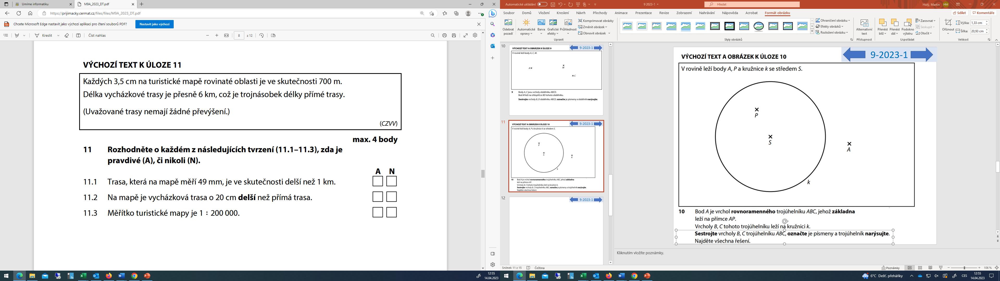 Umíme informatiku
M9A_2023_DT.pdf
https://prijimacky.cermat.cz/files/files/M9A_2023_DT.pdf
Chcete Microsoft Edge nastavit jako výchozí aplikaci pro čtení souborů PDF?
Nastavit jako výchozí
Kreslit
Číst nahlas
8
z 12
VÝCHOZÍ TEXT K ÚLOZE 11
Každých 3,5 cm na turistické mapě rovinaté oblasti je ve skutečnosti 700 m.
Délka vycházkové trasy je přesně 6 km, což je trojnásobek délky přímé trasy.
(Uvažované trasy nemají žádné převýšení.)
(CZVV)
max. 4 body
11 Rozhodněte o každém z následujících tvrzení (11.1–11.3), zda je
pravdivé (A), či nikoli (N).
A N
11.1 Trasa, která na mapě měří 49 mm, je ve skutečnosti delší než 1 km.
11.2 Na mapě je vycházková trasa o 20 cm delší než přímá trasa.
11.3 Měřítko turistické mapy je 1 : 200 000.
12:55
14.04.2023
Automatické ukládání
9 2023-1
Hledat
Holý, Martin
HM
Soubor Domů Vložení Kreslení Návrh Přechody Animace Prezentace Revize Zobrazení Nahrávání Nápověda Acrobat Formát obrázku
Sdílet
Komentáře
Odebrat pozadí
Automatické opravy
Barva
Grafické efekty
Průhlednost
Komprimovat obrázky
Změnit obrázek
Obnovit obrázek
Upravit
Styly obrázků
Ohraničení obrázku
Efekty obrázků
Rozložení obrázku
Alternativní text
Přístupnost
Přenést blíž
Přenést dál
Podokno výběru
Zarovnat
Seskupit
Otočit
Uspořádat
Oříznout
Výška: 1,33 cm
Šířka: 20,93 cm
Velikost
10
VÝCHOZÍ TEXT A OBRÁZEK K ÚLOZE 9
9-2023-1
V rovině leží body A, C, M.
A
M
C
9 Body A, C jsou vrcholy obdélníku ABCD.
Bod M leží na úhlopříčce BD tohoto obdélníku.
Sestrojte vrcholy B, D obdélníku ABCD, označte je písmeny a obdélník narýsujte.
11
VÝCHOZÍ TEXT A OBRÁZEK K ÚLOZE 10
9-2023-1
V rovině leží body A, P a kružnice k se středem S.
P
S
A
k
10 Bod A je vrchol rovnoramenného trojúhelníku ABC, jehož základna
leží na přímce AP.
Vrcholy B, C tohoto trojúhelníku leží na kružnici k.
Sestrojte vrcholy B, C trojúhelníku ABC, označte je písmeny a trojúhelník narýsujte.
Najděte všechna řešení.
12
9-2023-1
VÝCHOZÍ TEXT A OBRÁZEK K ÚLOZE 10
9-2023-1
V rovině leží body A, P a kružnice k se středem S.
P
S
A
k
10 Bod A je vrchol rovnoramenného trojúhelníku ABC, jehož základna
leží na přímce AP.
Vrcholy B, C tohoto trojúhelníku leží na kružnici k.
Sestrojte vrcholy B, C trojúhelníku ABC, označte je písmeny a trojúhelník narýsujte.
Najděte všechna řešení.
Kliknutím vložíte poznámky.
Snímek 11 z 15
Čeština
Poznámky
106 %
6°C Dešť. přeháňky
CES
12:55
14.04.2023